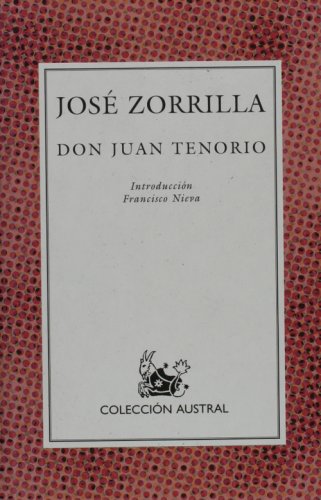 JOSÉ ZORRILLA
DON JUAN TENORIO
Introducción
Francisco Nieva
COLECCIÓN AUSTRAL